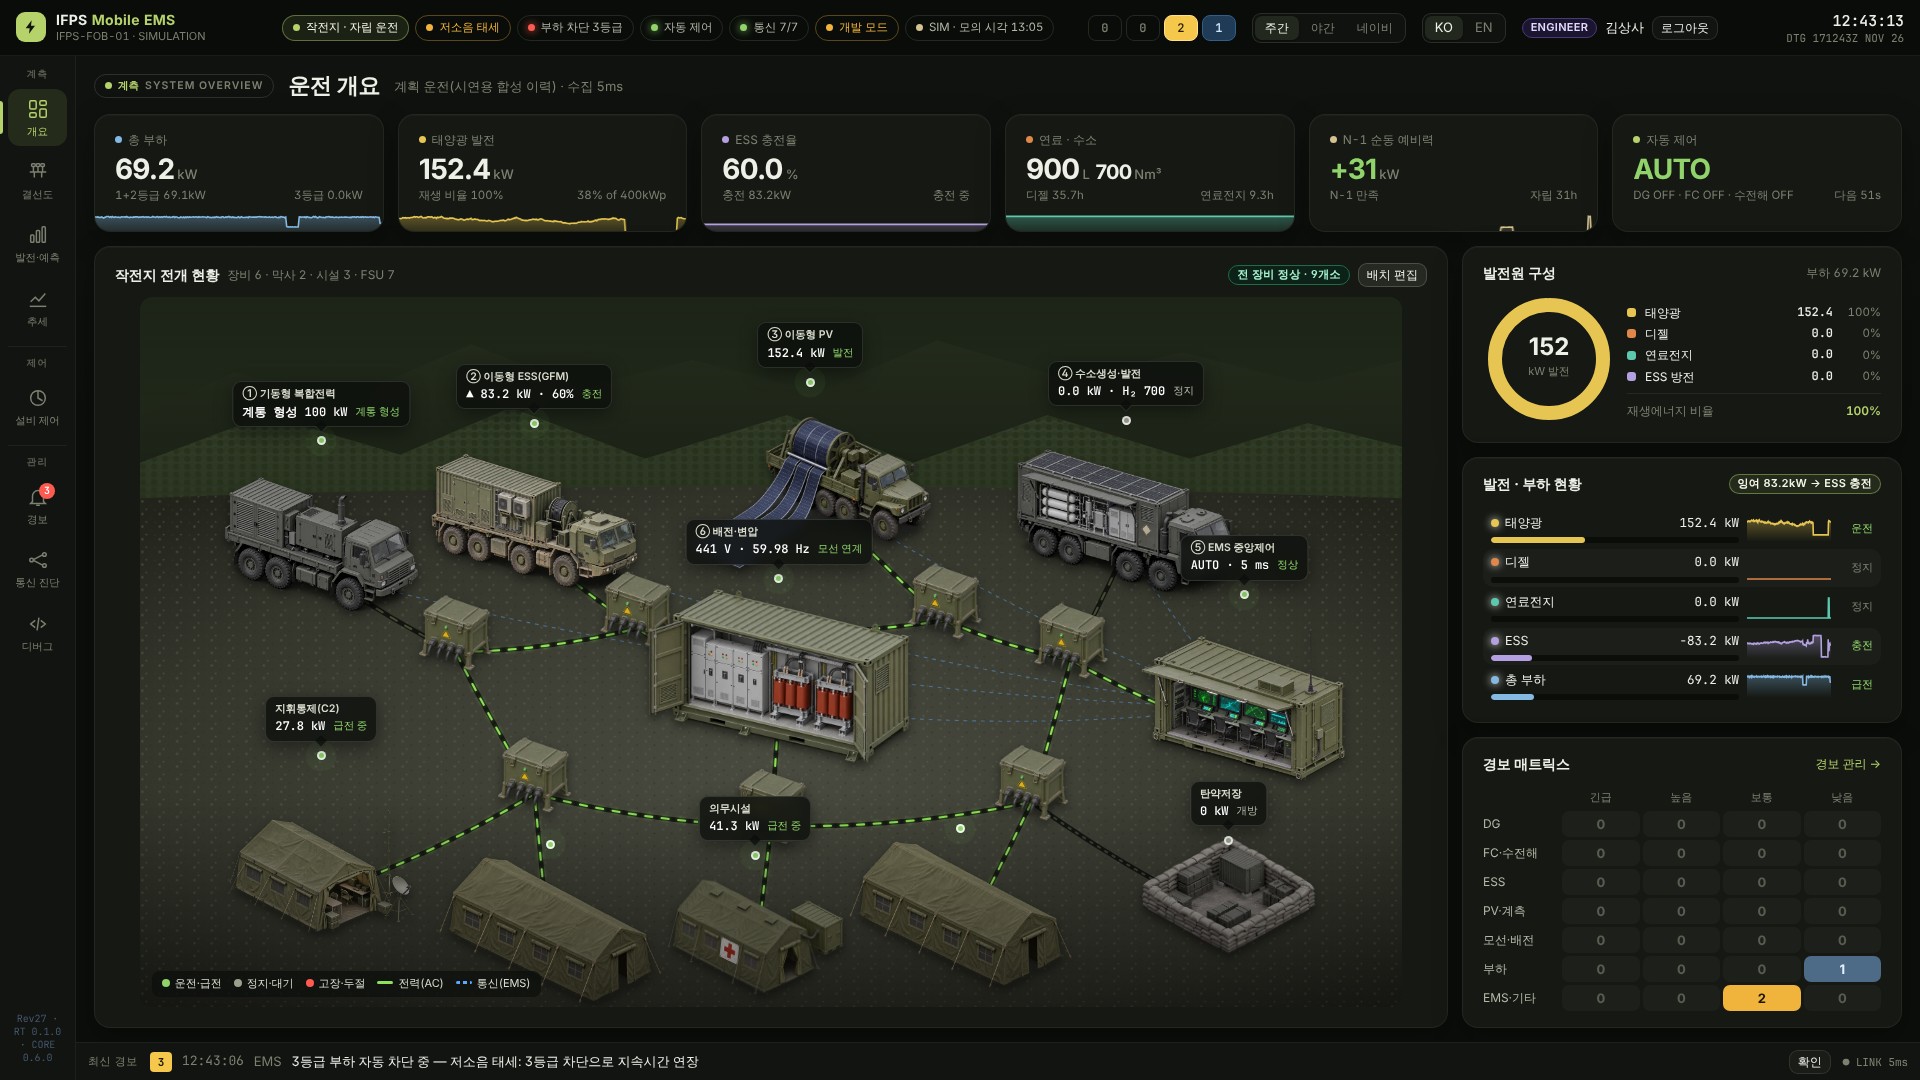 IFPS Mobile EMS
IFPS-FOB-01 · SIMULATION
작전지 · 자립 운전
저소음 태세
부하 차단 3등급
자동 제어
통신 7/7
개발 모드
SIM · 모의 시각 13:05
0 0 2 1
주간 야간 네이비
KO EN
ENGINEER 김상사 로그아웃
12:43:13
DTG 171243Z NOV 26
계측
개요
결선도
발전·예측
추세
제어
설비 제어
관리
3
경보
통신 진단
디버그
Rev27 ·
RT 0.1.0
· CORE
0.6.0
계측 SYSTEM OVERVIEW
운전 개요
계획 운전(시연용 합성 이력) · 수집 5ms
총 부하
69.2 kW
1+2등급 69.1kW 3등급 0.0kW
태양광 발전
152.4 kW
재생 비율 100% 38% of 400kWp
ESS 충전율
60.0 %
충전 83.2kW 충전 중
연료 · 수소
900 L 700 Nm³
디젤 35.7h 연료전지 9.3h
N-1 순동 예비력
+31 kW
N-1 만족 자립 31h
자동 제어
AUTO
DG OFF · FC OFF · 수전해 OFF 다음 51s
작전지 전개 현황 장비 6 · 막사 2 · 시설 3 · FSU 7
전 장비 정상 · 9개소
배치 편집
③ 이동형 PV
152.4 kW 발전
④ 수소생성·발전
0.0 kW · H₂ 700 정지
② 이동형 ESS(GFM)
▲ 83.2 kW · 60% 충전
① 기동형 복합전력
계통 형성 100 kW 계통 형성
⑥ 배전·변압
441 V · 59.98 Hz 모선 연계
⑤ EMS 중앙제어
AUTO · 5 ms 정상
지휘통제(C2)
27.8 kW 급전 중
의무시설
41.3 kW 급전 중
탄약저장
0 kW 개방
운전·급전 정지·대기 고장·두절 전력(AC) 통신(EMS)
발전원 구성 부하 69.2 kW
152
kW 발전
태양광 152.4 100%
디젤 0.0 0%
연료전지 0.0 0%
ESS 방전 0.0 0%
재생에너지 비율 100%
발전 · 부하 현황 잉여 83.2kW → ESS 충전
태양광 152.4 kW 운전
디젤 0.0 kW 정지
연료전지 0.0 kW 정지
ESS -83.2 kW 충전
총 부하 69.2 kW 급전
경보 매트릭스 경보 관리 →
긴급 높음 보통 낮음
DG 0 0 0 0
FC·수전해 0 0 0 0
ESS 0 0 0 0
PV·계측 0 0 0 0
모선·배전 0 0 0 0
부하 0 0 0 1
EMS·기타 0 0 2 0
최신 경보 3 12:43:06 EMS 3등급 부하 자동 차단 중 — 저소음 태세: 3등급 차단으로 지속시간 연장
확인 LINK 5ms